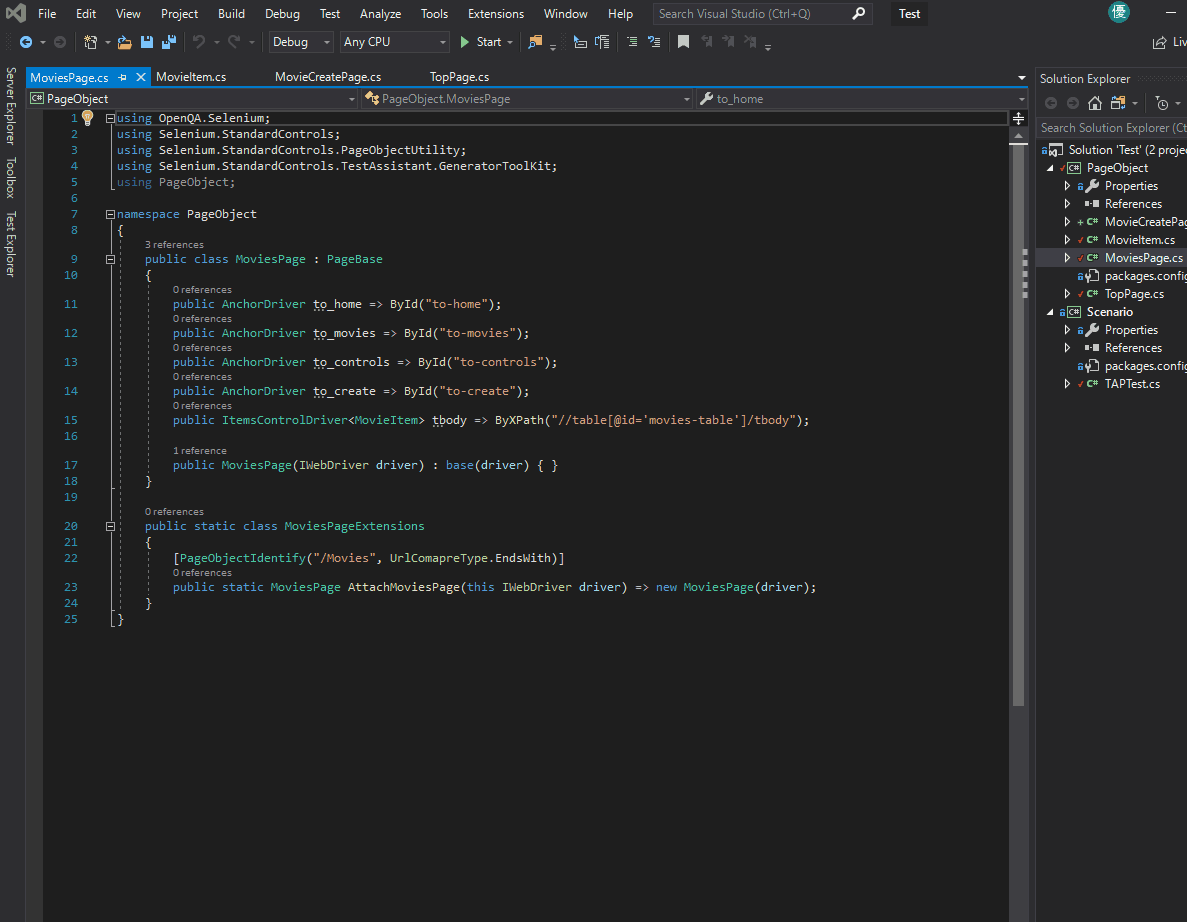 File Edit View Project Build Debug Test Analyze Tools Extensions Window Help Search Visual Studio (Ctrl+Q) Test 優
Debug Any CPU Start Liv
Server Explorer
Toolbox
Test Explorer
MoviesPage.cs MovieItem.cs MovieCreatePage.cs TopPage.cs
C# PageObject PageObject.MoviesPage to_home
1 using OpenQA.Selenium;
2 using Selenium.StandardControls;
3 using Selenium.StandardControls.PageObjectUtility;
4 using Selenium.StandardControls.TestAssistant.GeneratorToolKit;
5 using PageObject;
6
7 namespace PageObject
8 {
3 references
9 public class MoviesPage : PageBase
10 {
0 references
11 public AnchorDriver to_home => ById("to-home");
0 references
12 public AnchorDriver to_movies => ById("to-movies");
0 references
13 public AnchorDriver to_controls => ById("to-controls");
0 references
14 public AnchorDriver to_create => ById("to-create");
0 references
15 public ItemsControlDriver<MovieItem> tbody => ByXPath("//table[@id='movies-table']/tbody");
16
1 reference
17 public MoviesPage(IWebDriver driver) : base(driver) { }
18 }
19
0 references
20 public static class MoviesPageExtensions
21 {
22 [PageObjectIdentify("/Movies", UrlComapreType.EndsWith)]
0 references
23 public static MoviesPage AttachMoviesPage(this IWebDriver driver) => new MoviesPage(driver);
24 }
25 }
Solution Explorer
Search Solution Explorer (Ct
Solution 'Test' (2 projec
C# PageObject
Properties
References
C# MovieCreatePag
C# MovieItem.cs
C# MoviesPage.cs
packages.config
C# TopPage.cs
C# Scenario
Properties
References
packages.config
C# TAPTest.cs